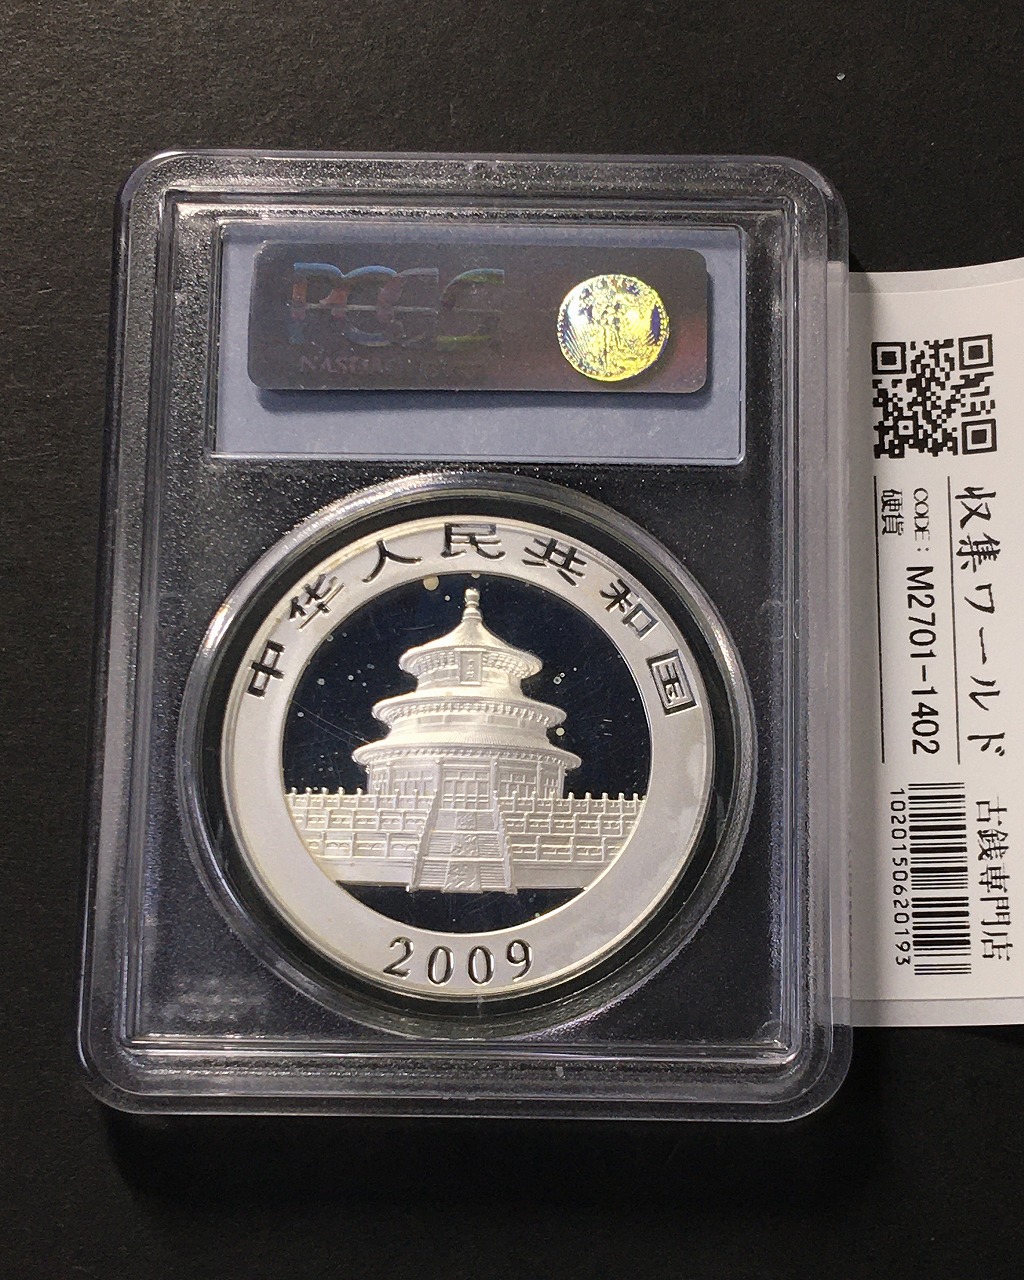 PCGS
中华人民共和国
2009
収集ワールド 古銭専門店
CODE: M2701-1402
硬貨
1020150620193